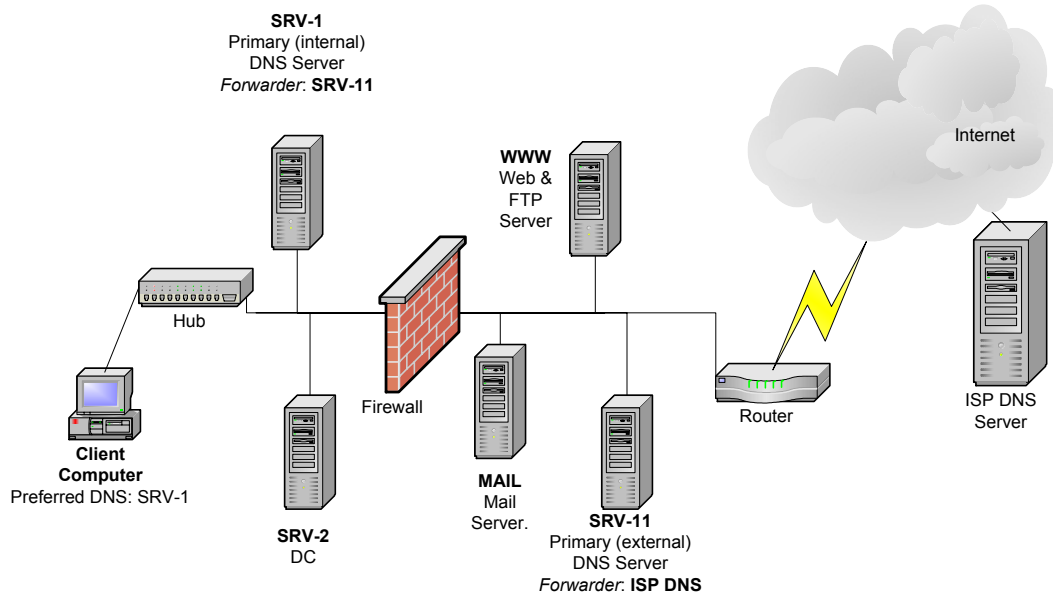 SRV-1
Primary (internal)
DNS Server
Forwarder: SRV-11
WWW
Web &
FTP
Server
Internet
Hub
Firewall
Router
ISP DNS
Server
Client
Computer
Preferred DNS: SRV-1
SRV-2
DC
MAIL
Mail
Server.
SRV-11
Primary (external)
DNS Server
Forwarder: ISP DNS